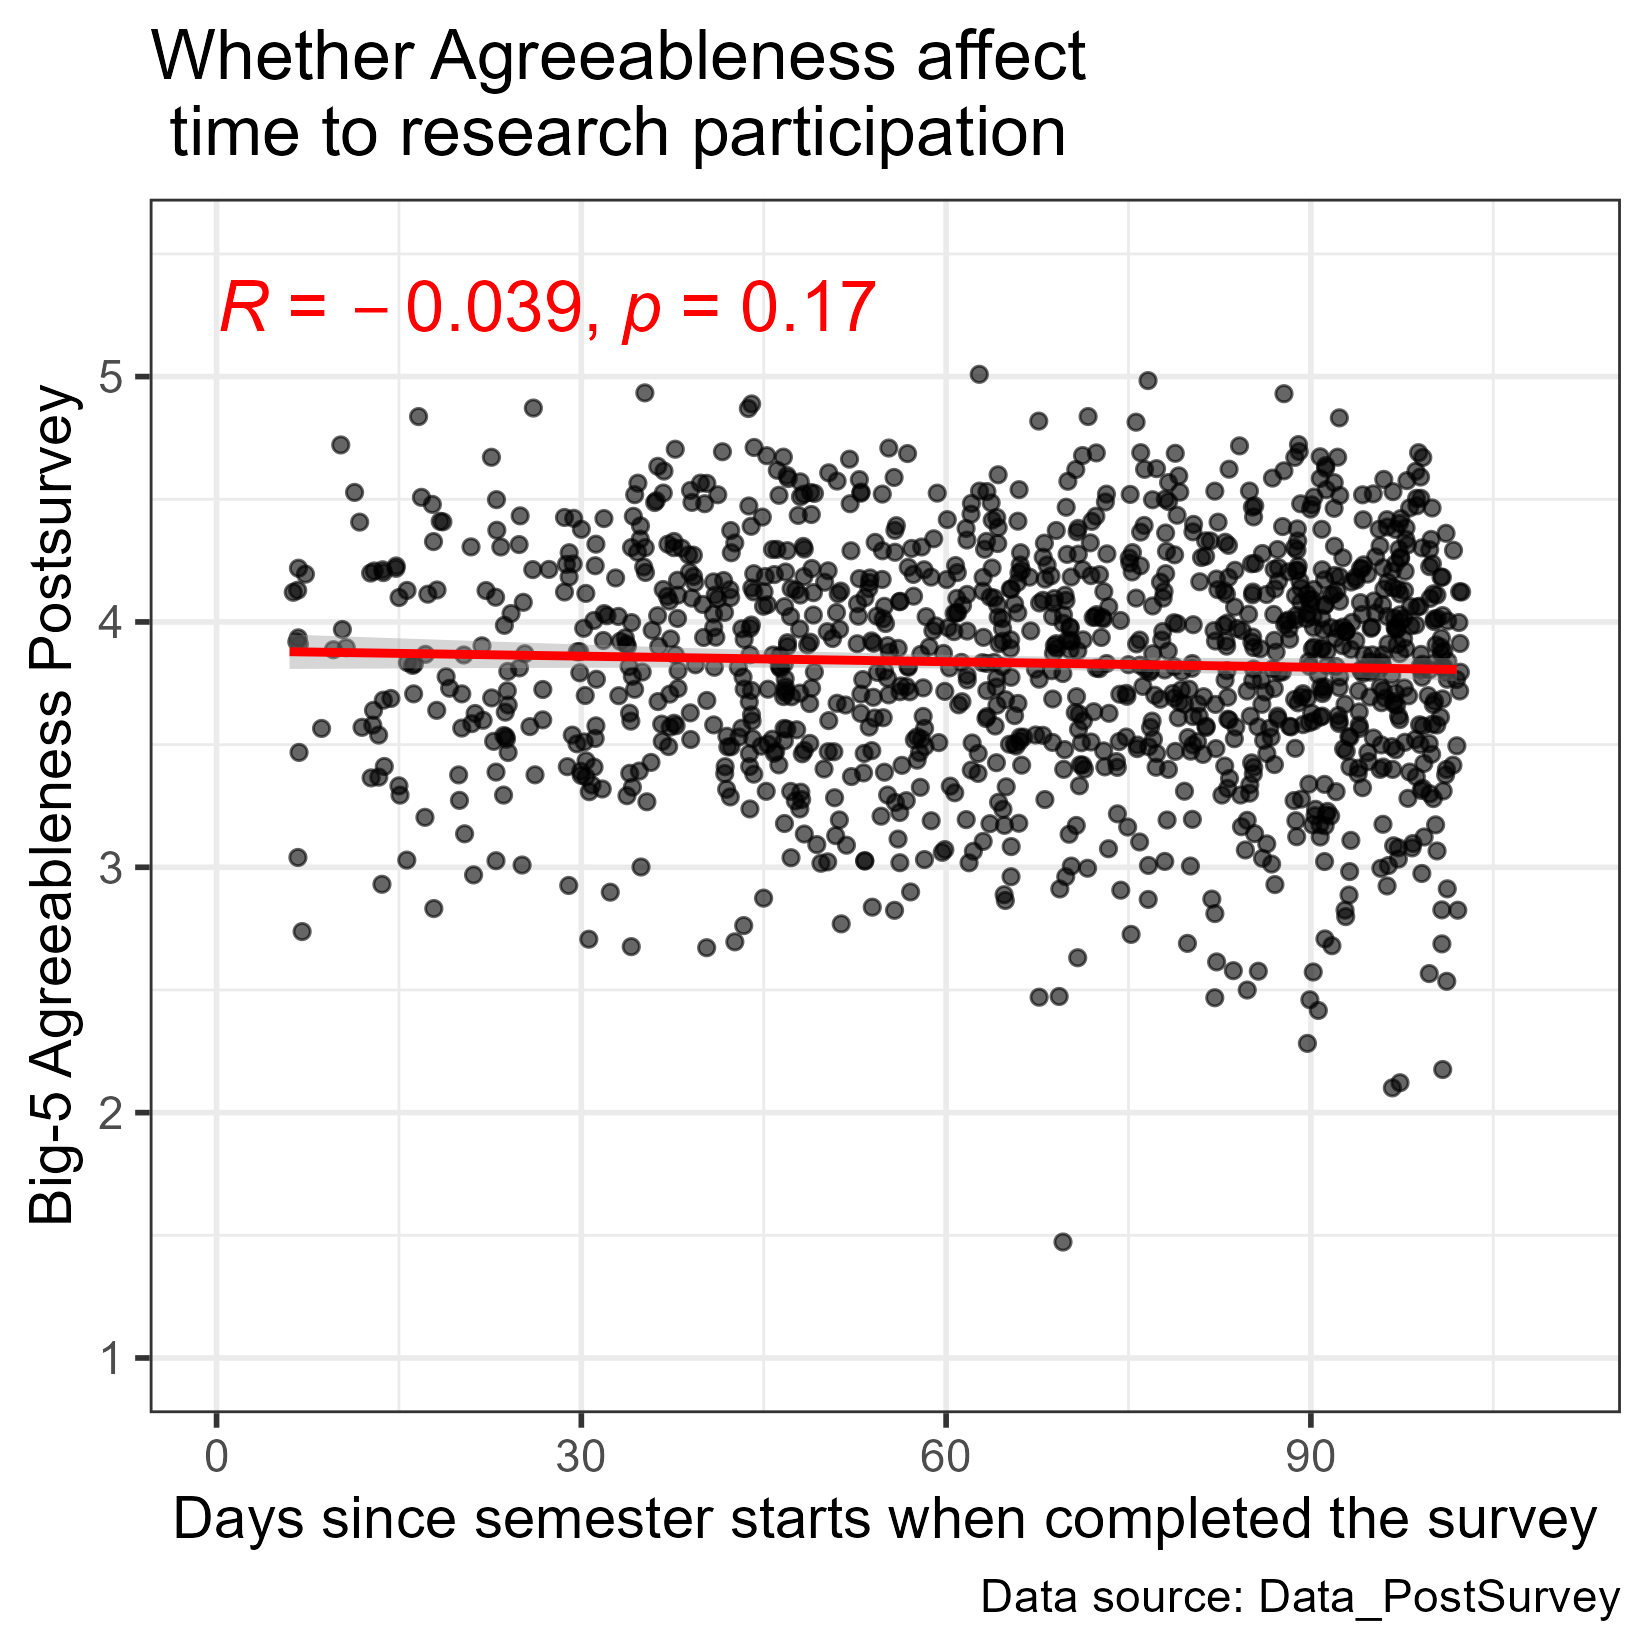 Whether Agreeableness affect
time to research participation
R = − 0.039, p = 0.17
Big-5 Agreeableness Postsurvey
5
4
3
2
1
0 30 60 90
Days since semester starts when completed the survey
Data source: Data_PostSurvey